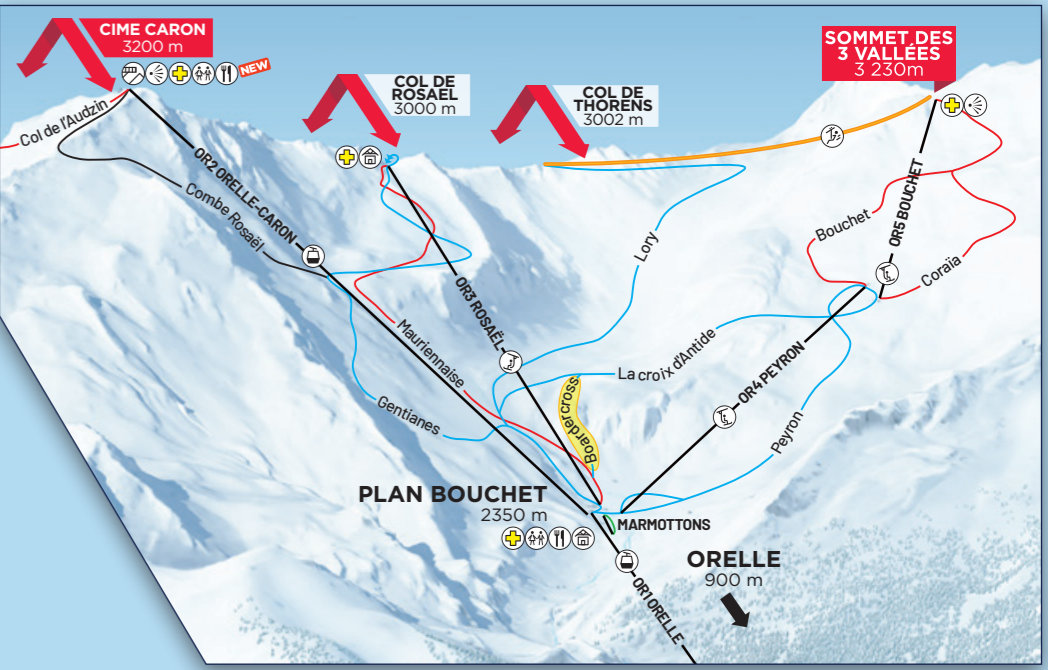 CIME CARON
3200 m
NEW
COL DE
ROSAEL
3000 m
COL DE
THORENS
3002 m
SOMMET DES
3 VALLÉES
3 230m
Col de l'Audzin
OR2 ORELLE-CARON
Combe Rosaël
OR3 ROSAËL
Lory
Bouchet
OR5 BOUCHET
Coraïa
Mauriennaise
Gentianes
La croix d'Antide
Boardercross
OR4 PEYRON
Peyron
PLAN BOUCHET
2350 m
MARMOTTONS
ORELLE
900 m
OR1 ORELLE